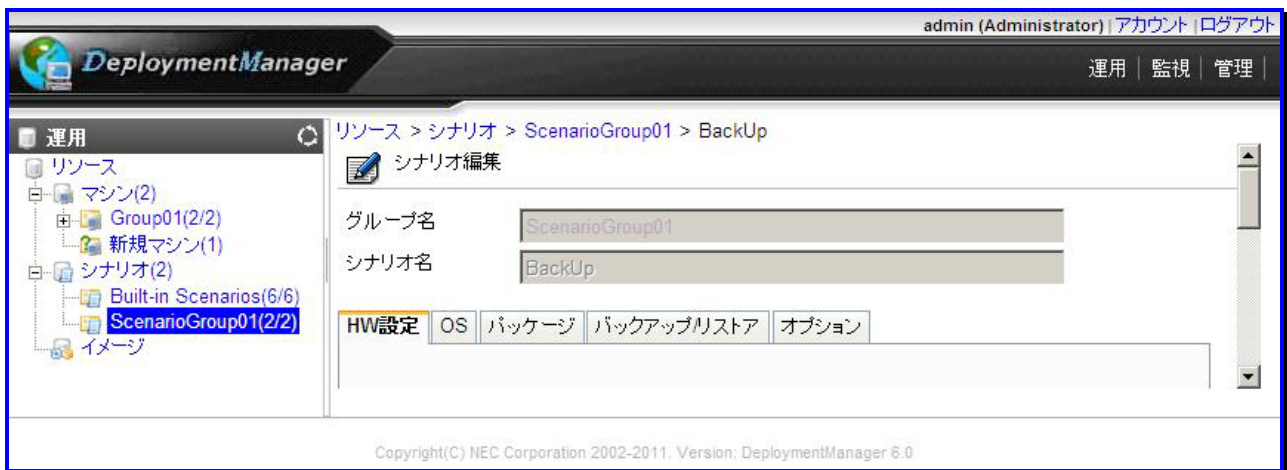 admin (Administrator) | アカウント | ログアウト
DeploymentManager
運用 | 監視 | 管理 |
運用
リソース
マシン(2)
Group01(2/2)
新規マシン(1)
シナリオ(2)
Built-in Scenarios(6/6)
ScenarioGroup01(2/2)
イメージ
リソース > シナリオ > ScenarioGroup01 > BackUp
シナリオ編集
グループ名 ScenarioGroup01
シナリオ名 BackUp
HW設定 OS パッケージ バックアップ/リストア オプション
Copyright(C) NEC Corporation 2002-2011. Version: DeploymentManager 6.0